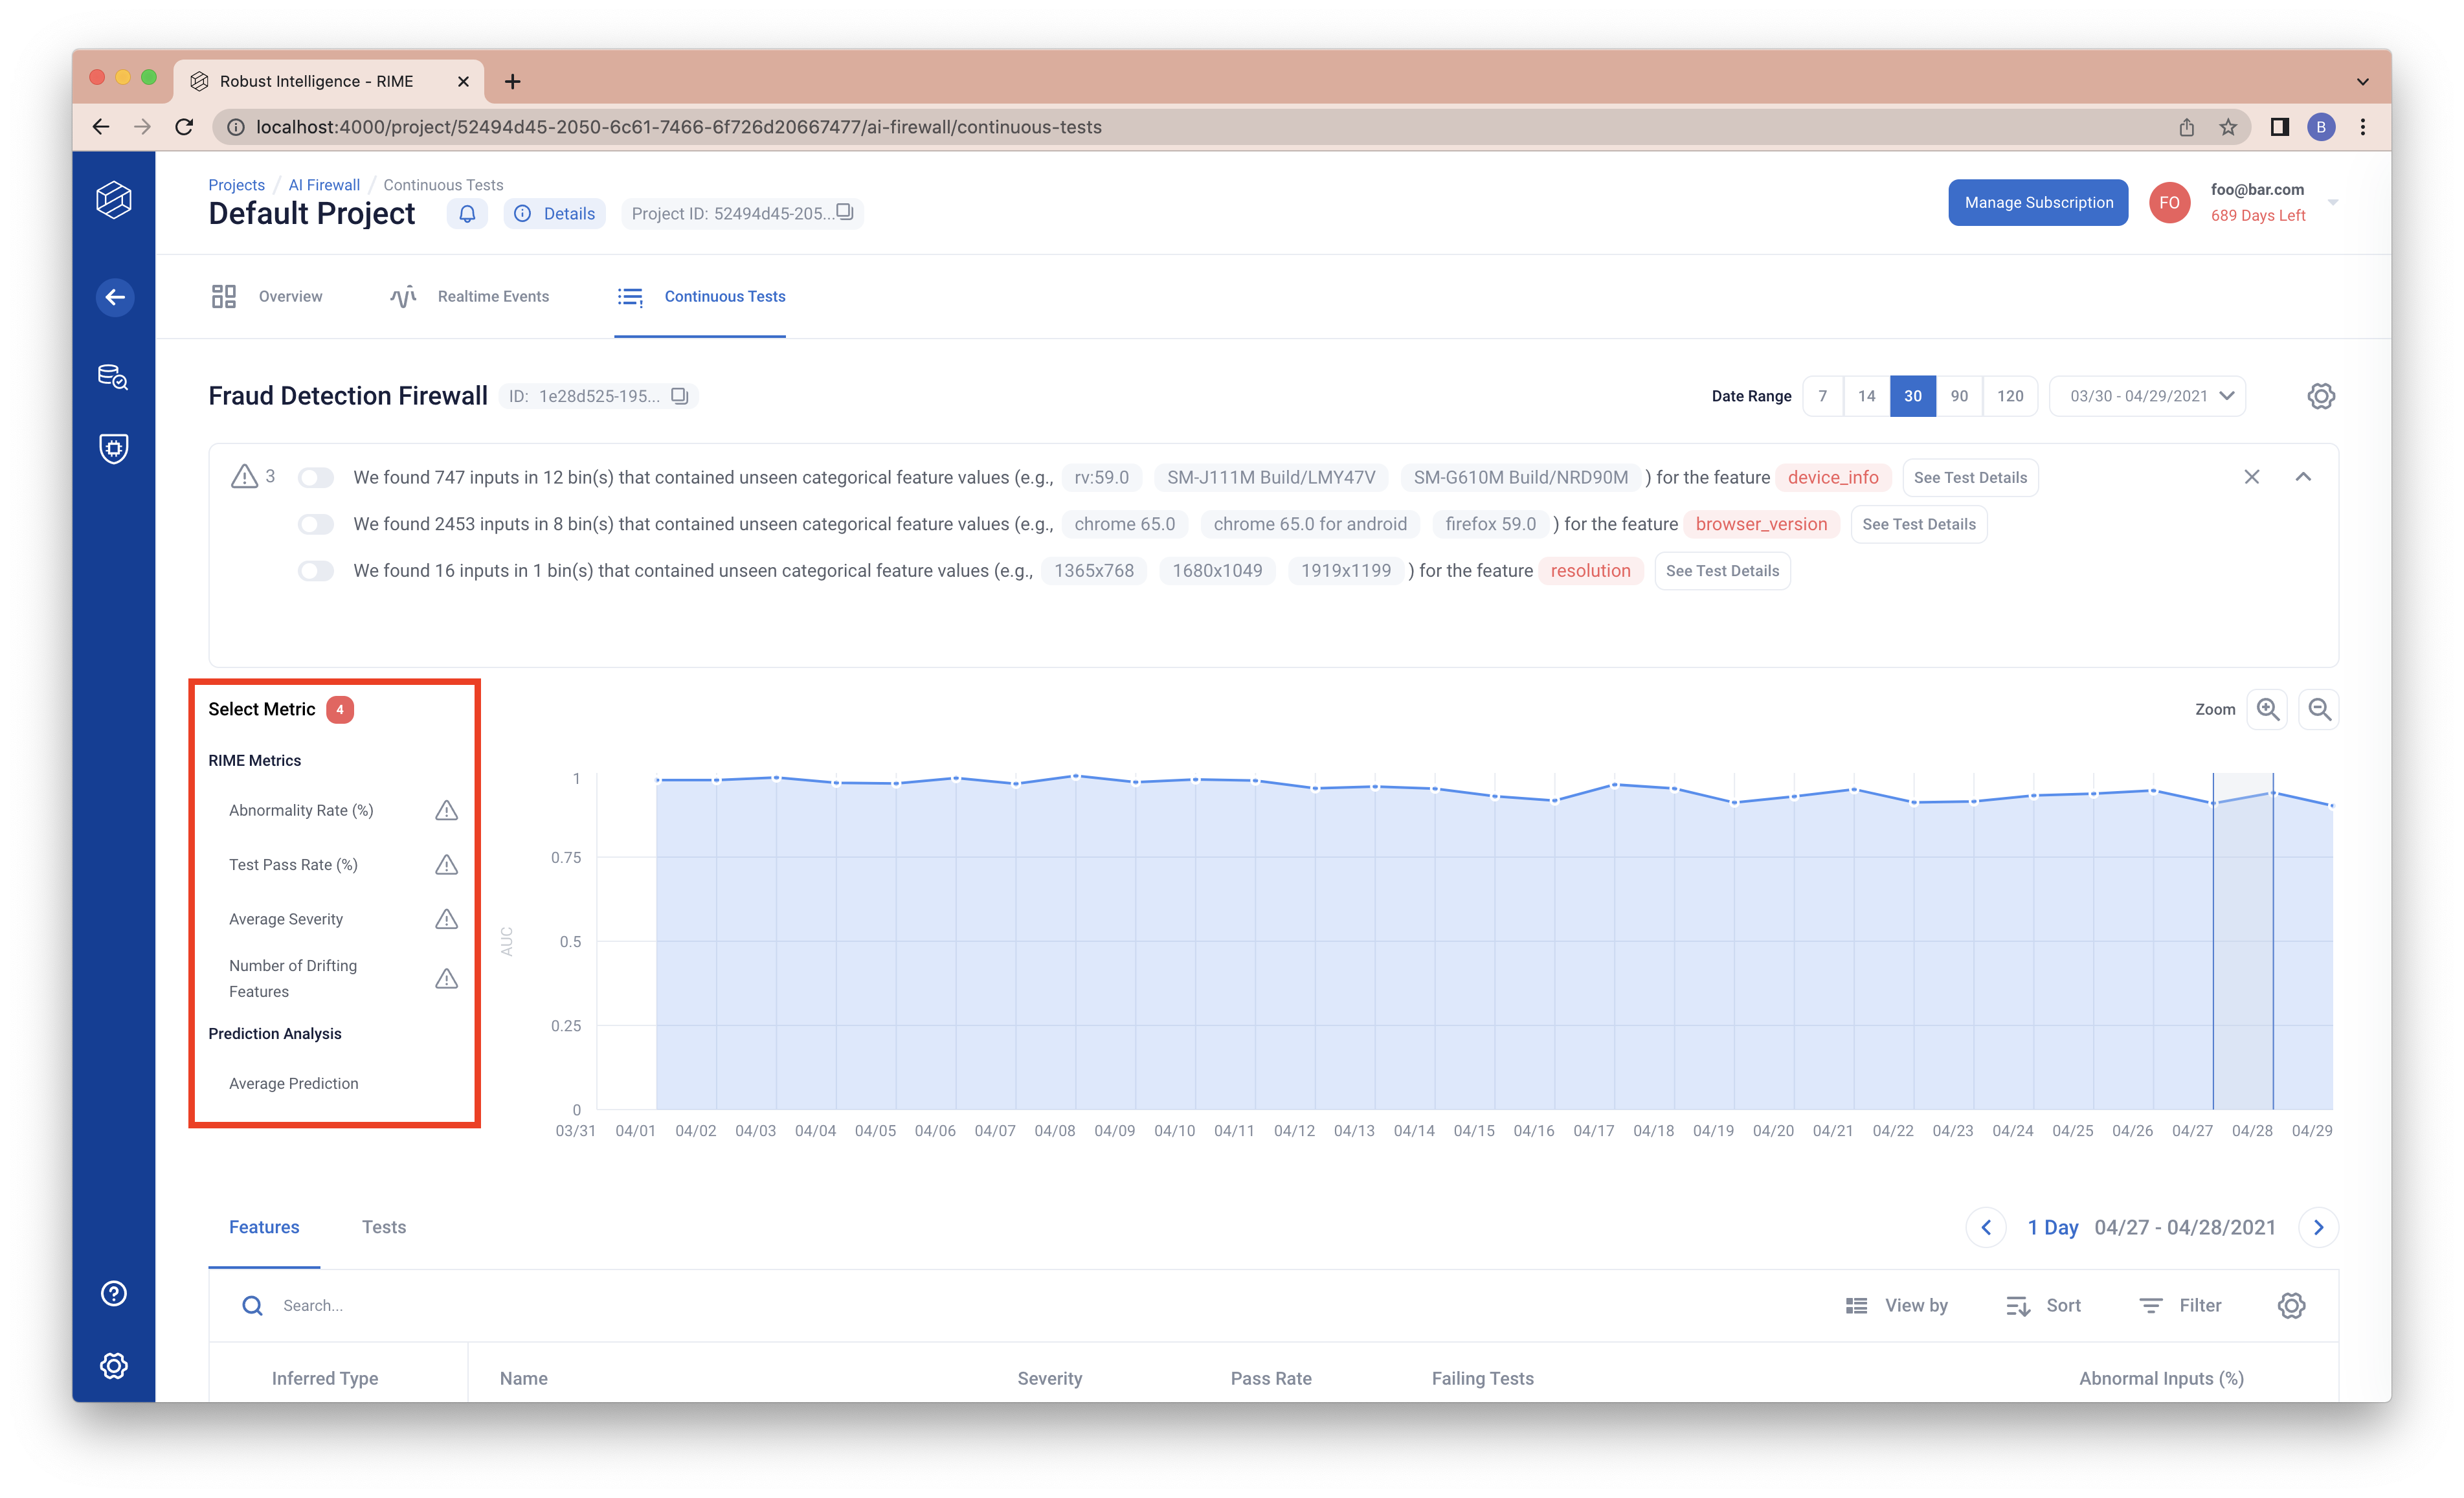 Robust Intelligence - RIME
localhost:4000/project/52494d45-2050-6c61-7466-6f726d20667477/ai-firewall/continuous-tests
B
Projects / AI Firewall / Continuous Tests
Default Project
Details
Project ID: 52494d45-205...
Manage Subscription
FO
foo@bar.com
689 Days Left
Overview
Realtime Events
Continuous Tests
Fraud Detection Firewall
ID: 1e28d525-195...
Date Range
7 14 30 90 120
03/30 - 04/29/2021
3
We found 747 inputs in 12 bin(s) that contained unseen categorical feature values (e.g., rv:59.0 SM-J111M Build/LMY47V SM-G610M Build/NRD90M ) for the feature device_info See Test Details
We found 2453 inputs in 8 bin(s) that contained unseen categorical feature values (e.g., chrome 65.0 chrome 65.0 for android firefox 59.0 ) for the feature browser_version See Test Details
We found 16 inputs in 1 bin(s) that contained unseen categorical feature values (e.g., 1365x768 1680x1049 1919x1199 ) for the feature resolution See Test Details
Select Metric 4
RIME Metrics
Abnormality Rate (%)
Test Pass Rate (%)
Average Severity
Number of Drifting
Features
Prediction Analysis
Average Prediction
Zoom
AUC
1
0.75
0.5
0.25
0
03/31 04/01 04/02 04/03 04/04 04/05 04/06 04/07 04/08 04/09 04/10 04/11 04/12 04/13 04/14 04/15 04/16 04/17 04/18 04/19 04/20 04/21 04/22 04/23 04/24 04/25 04/26 04/27 04/28 04/29
Features
Tests
1 Day 04/27 - 04/28/2021
Search...
View by
Sort
Filter
Inferred Type
Name
Severity
Pass Rate
Failing Tests
Abnormal Inputs (%)